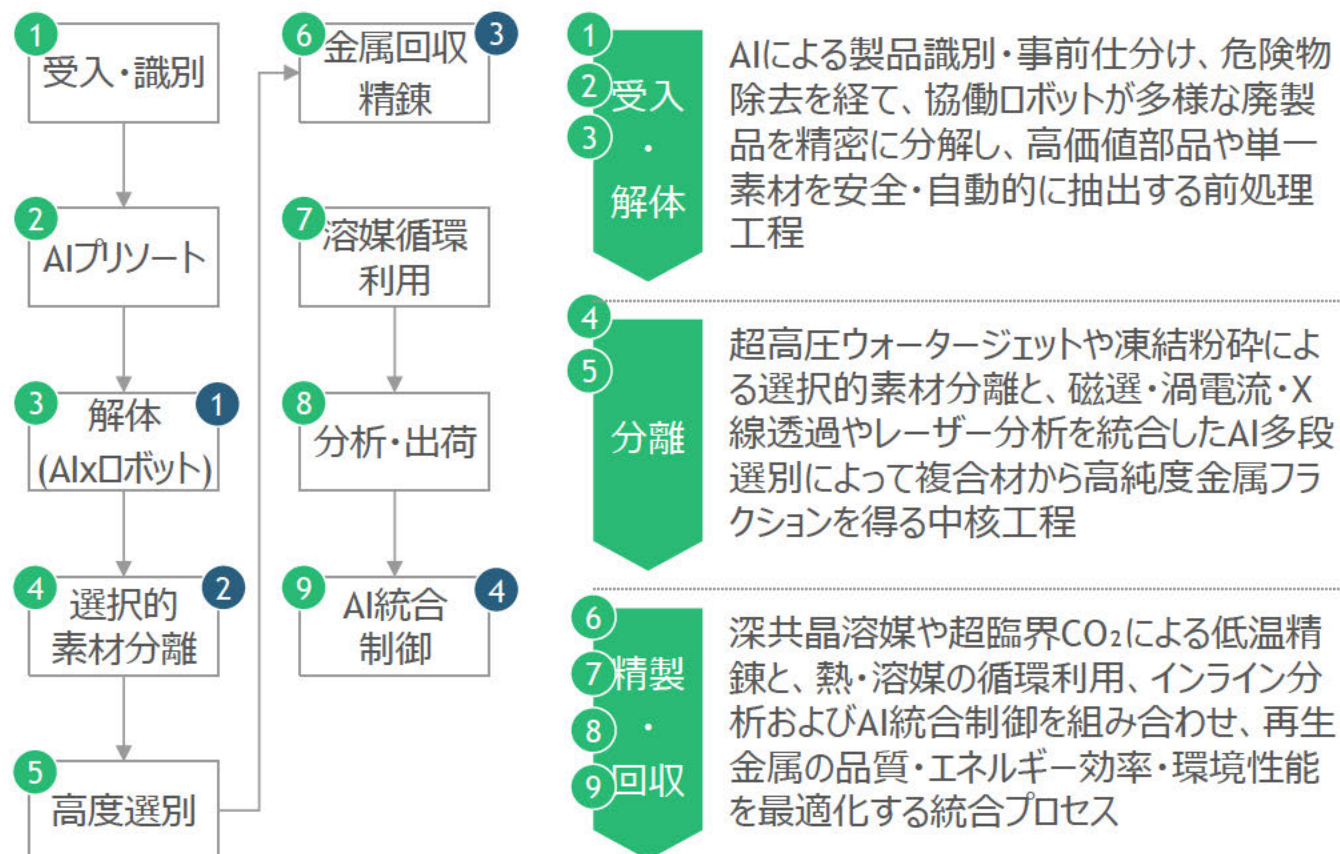 1
受入・識別
2
AIプリソート
3
1
解体
(AIxロボット)
4
2
選択的
素材分離
5
高度選別
6
3
金属回収
精錬
7
溶媒循環
利用
8
分析・出荷
9
4
AI統合
制御
1
2
3
受入
・
解体
AIによる製品識別・事前仕分け、危険物
除去を経て、協働ロボットが多様な廃製
品を精密に分解し、高価値部品や単一
素材を安全・自動的に抽出する前処理
工程
4
5
分離
超高圧ウォータージェットや凍結粉砕によ
る選択的素材分離と、磁選・渦電流・X
線透過やレーザー分析を統合したAI多段
選別によって複合材から高純度金属フラ
クションを得る中核工程
6
7
8
9
精製
・
回収
深共晶溶媒や超臨界CO₂による低温精
錬と、熱・溶媒の循環利用、インライン分
析およびAI統合制御を組み合わせ、再生
金属の品質・エネルギー効率・環境性能
を最適化する統合プロセス